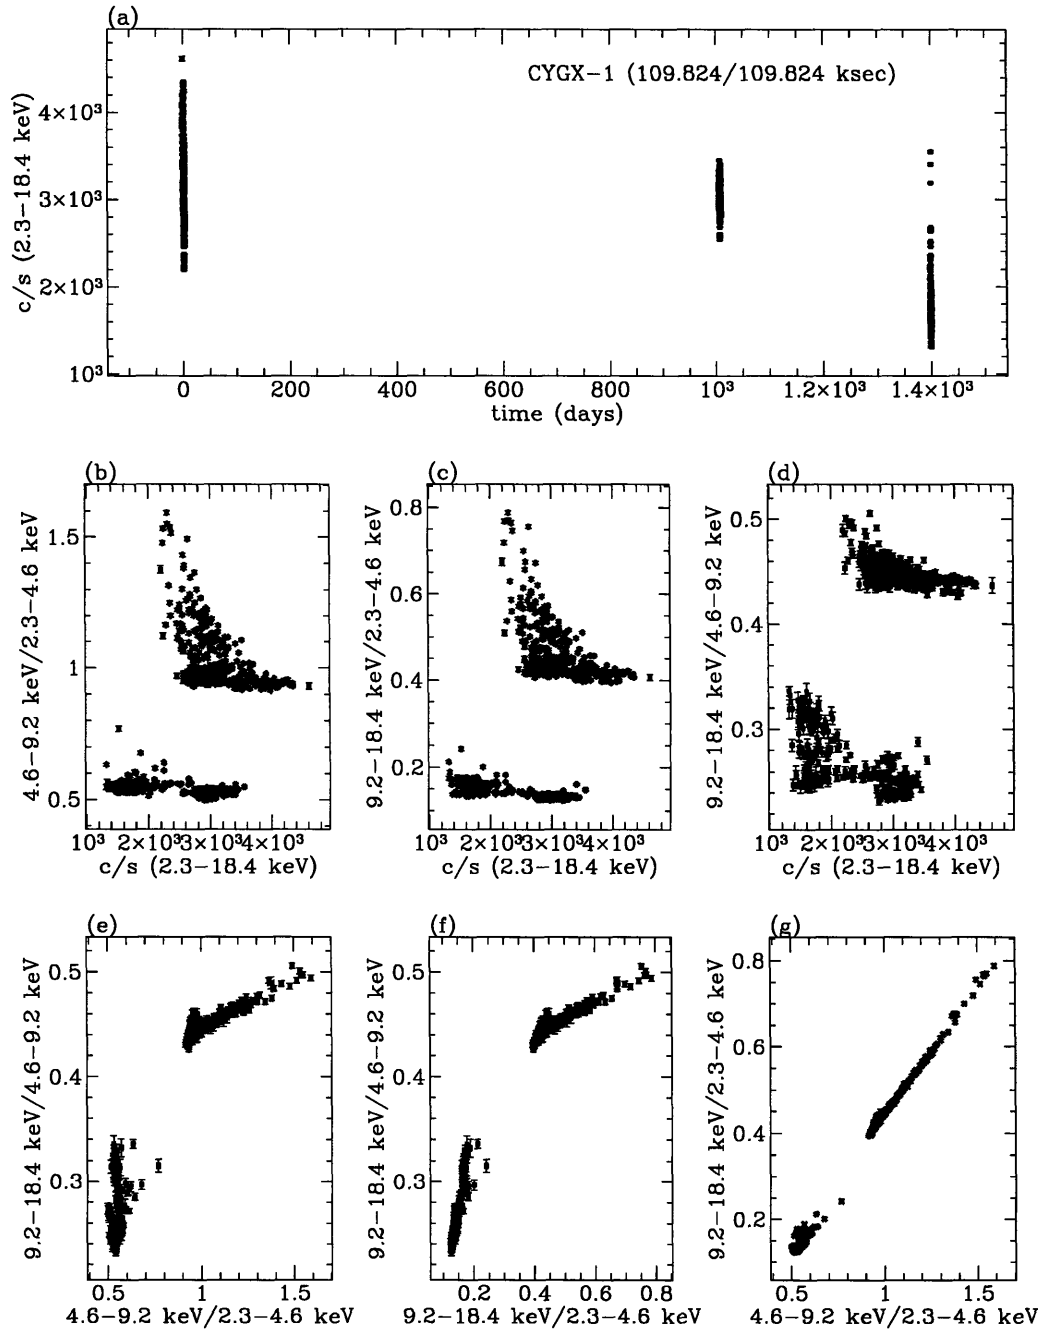 (a)
CYGX-1 (109.824/109.824 ksec)
c/s (2.3-18.4 keV)
4×10³
3×10³
2×10³
10³
0 200 400 600 800 10³ 1.2×10³ 1.4×10³
time (days)
(b)
4.6-9.2 keV/2.3-4.6 keV
1.5
1
0.5
10³ 2×10³3×10³4×10³
c/s (2.3-18.4 keV)
(c)
9.2-18.4 keV/2.3-4.6 keV
0.8
0.6
0.4
0.2
10³ 2×10³3×10³4×10³
c/s (2.3-18.4 keV)
(d)
9.2-18.4 keV/4.6-9.2 keV
0.5
0.4
0.3
10³ 2×10³3×10³4×10³
c/s (2.3-18.4 keV)
(e)
9.2-18.4 keV/4.6-9.2 keV
0.5
0.4
0.3
0.5 1 1.5
4.6-9.2 keV/2.3-4.6 keV
(f)
9.2-18.4 keV/4.6-9.2 keV
0.5
0.4
0.3
0.2 0.4 0.6 0.8
9.2-18.4 keV/2.3-4.6 keV
(g)
9.2-18.4 keV/2.3-4.6 keV
0.8
0.6
0.4
0.2
0.5 1 1.5
4.6-9.2 keV/2.3-4.6 keV